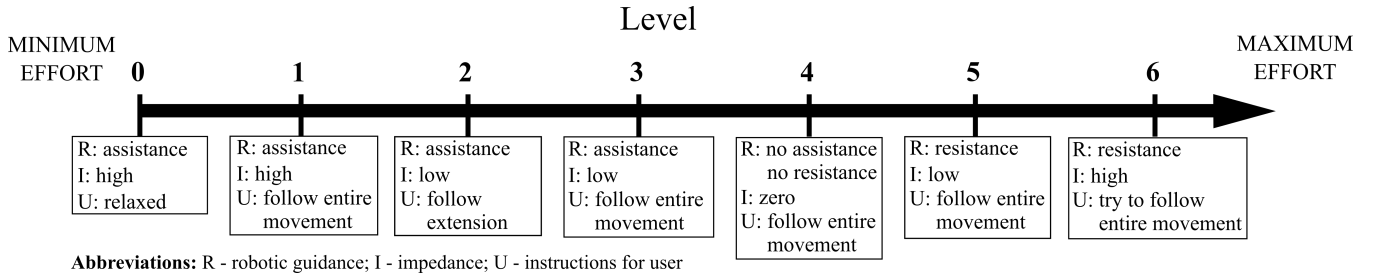 Level
MINIMUM
EFFORT
MAXIMUM
EFFORT
0 1 2 3 4 5 6
R: assistance
I: high
U: relaxed
R: assistance
I: high
U: follow entire
movement
R: assistance
I: low
U: follow
extension
R: assistance
I: low
U: follow entire
movement
R: no assistance
no resistance
I: zero
U: follow entire
movement
R: resistance
I: low
U: follow entire
movement
R: resistance
I: high
U: try to follow
entire movement
Abbreviations: R - robotic guidance; I - impedance; U - instructions for user